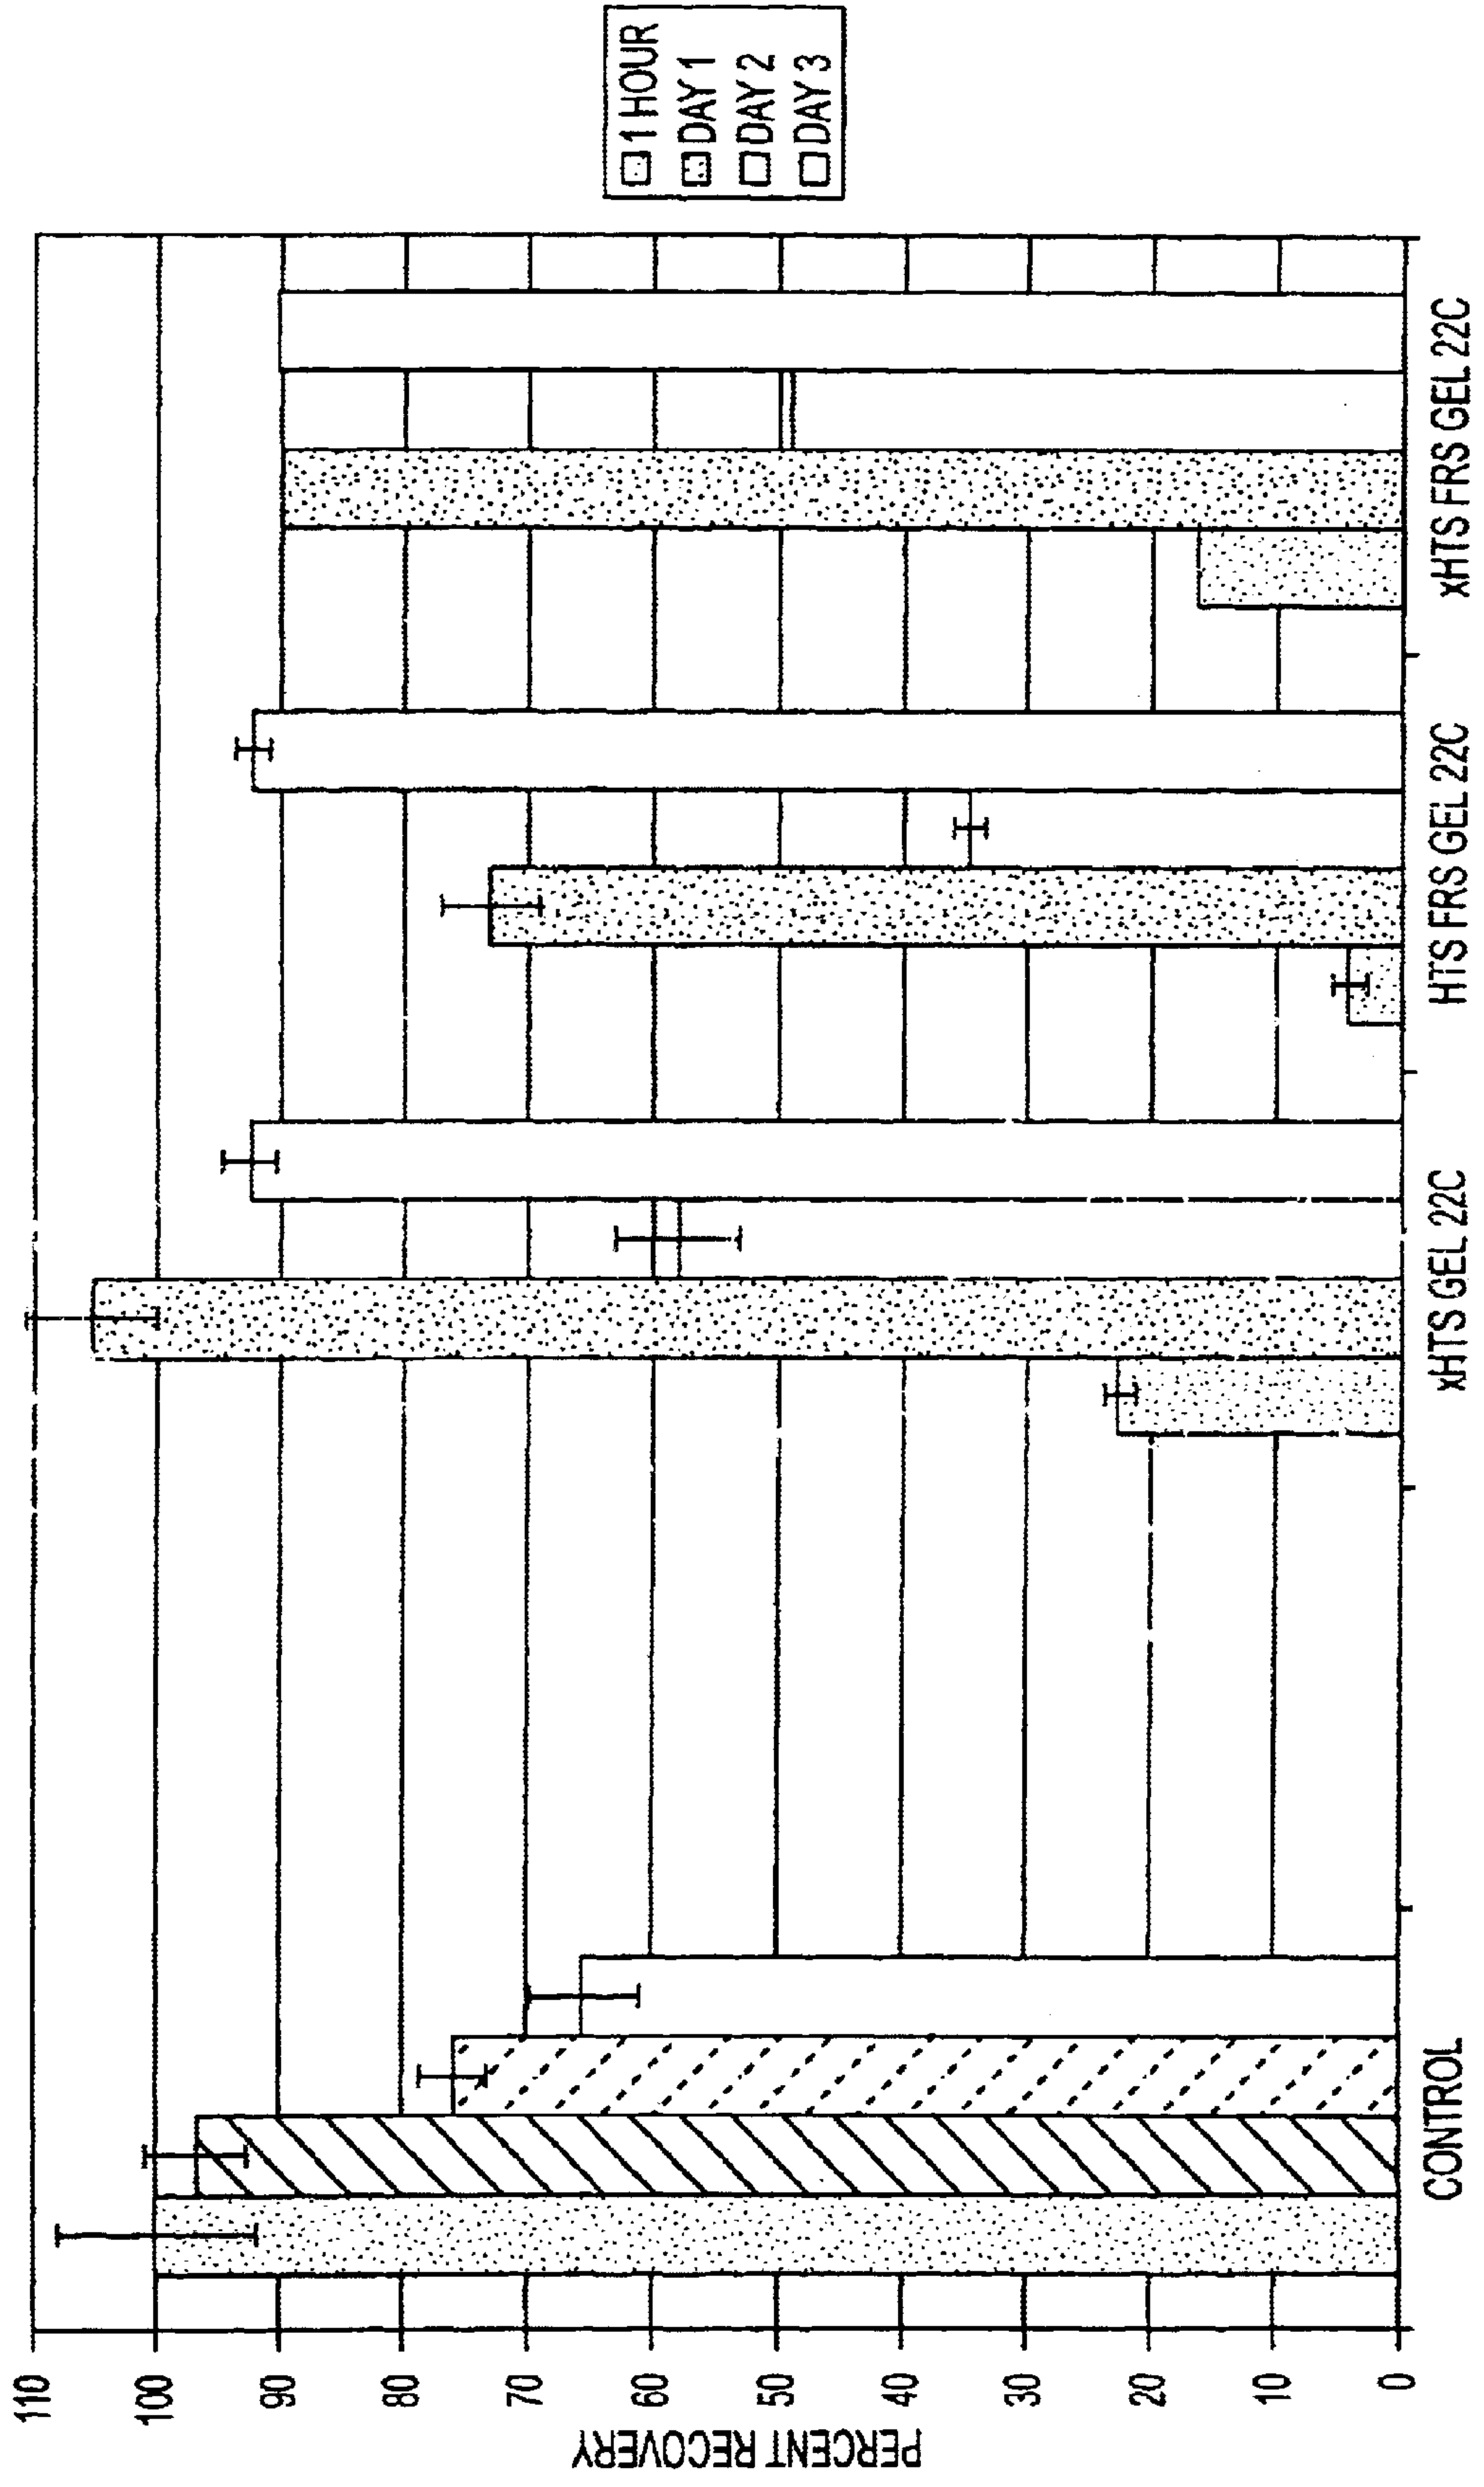 110
100
90
80
70
60
50
40
30
20
10
0
PERCENT RECOVERY
CONTROL
xHTS GEL 22C
HTS FRS GEL 22C
xHTS FRS GEL 22C
1 HOUR
DAY 1
DAY 2
DAY 3